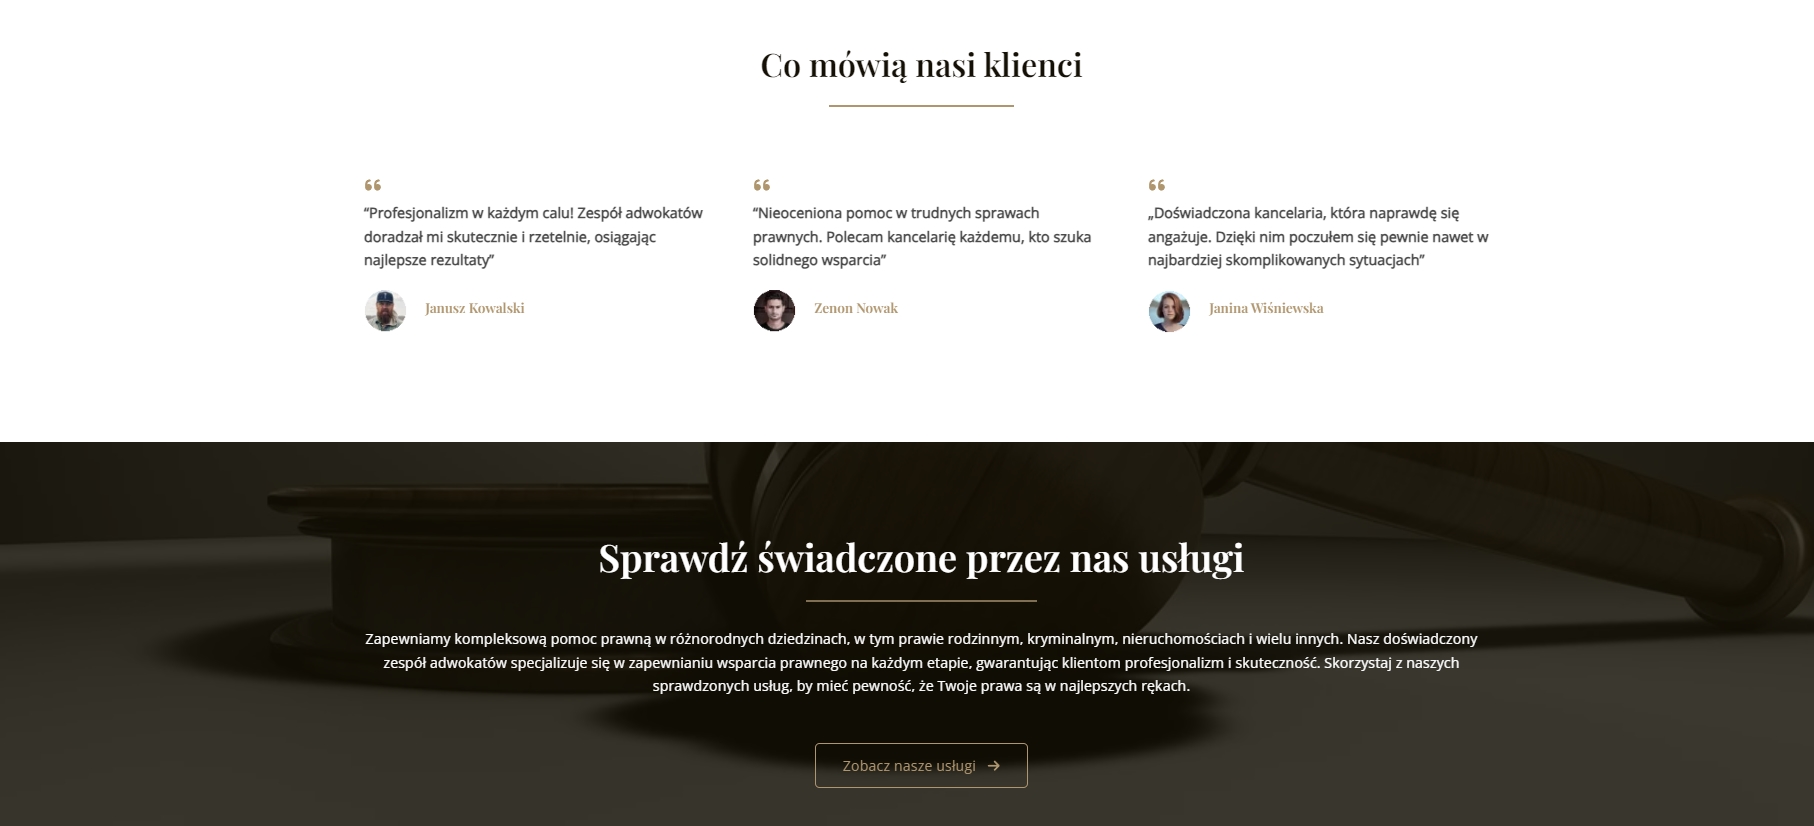 Co mówią nasi klienci
“Profesjonalizm w każdym calu! Zespół adwokatów
doradzał mi skutecznie i rzetelnie, osiągając
najlepsze rezultaty”
Janusz Kowalski
“Nieoceniona pomoc w trudnych sprawach
prawnych. Polecam kancelarię każdemu, kto szuka
solidnego wsparcia”
Zenon Nowak
„Doświadczona kancelaria, która naprawdę się
angażuje. Dzięki nim poczułem się pewnie nawet w
najbardziej skomplikowanych sytuacjach”
Janina Wiśniewska
Sprawdź świadczone przez nas usługi
Zapewniamy kompleksową pomoc prawną w różnorodnych dziedzinach, w tym prawie rodzinnym, kryminalnym, nieruchomościach i wielu innych. Nasz doświadczony
zespół adwokatów specjalizuje się w zapewnianiu wsparcia prawnego na każdym etapie, gwarantując klientom profesjonalizm i skuteczność. Skorzystaj z naszych
sprawdzonych usług, by mieć pewność, że Twoje prawa są w najlepszych rękach.
Zobacz nasze usługi →